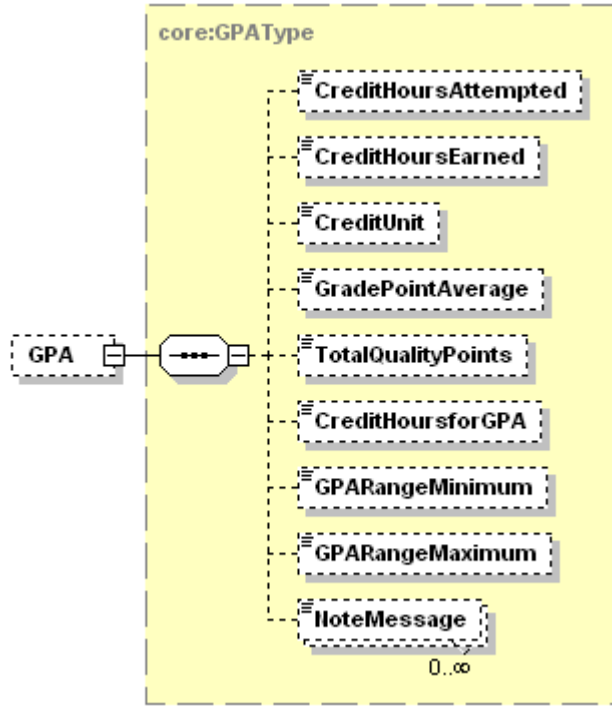 core:GPAType
CreditHoursAttempted
CreditHoursEarned
CreditUnit
GradePointAverage
GPA
TotalQualityPoints
CreditHoursforGPA
GPARangeMinimum
GPARangeMaximum
NoteMessage
0..∞